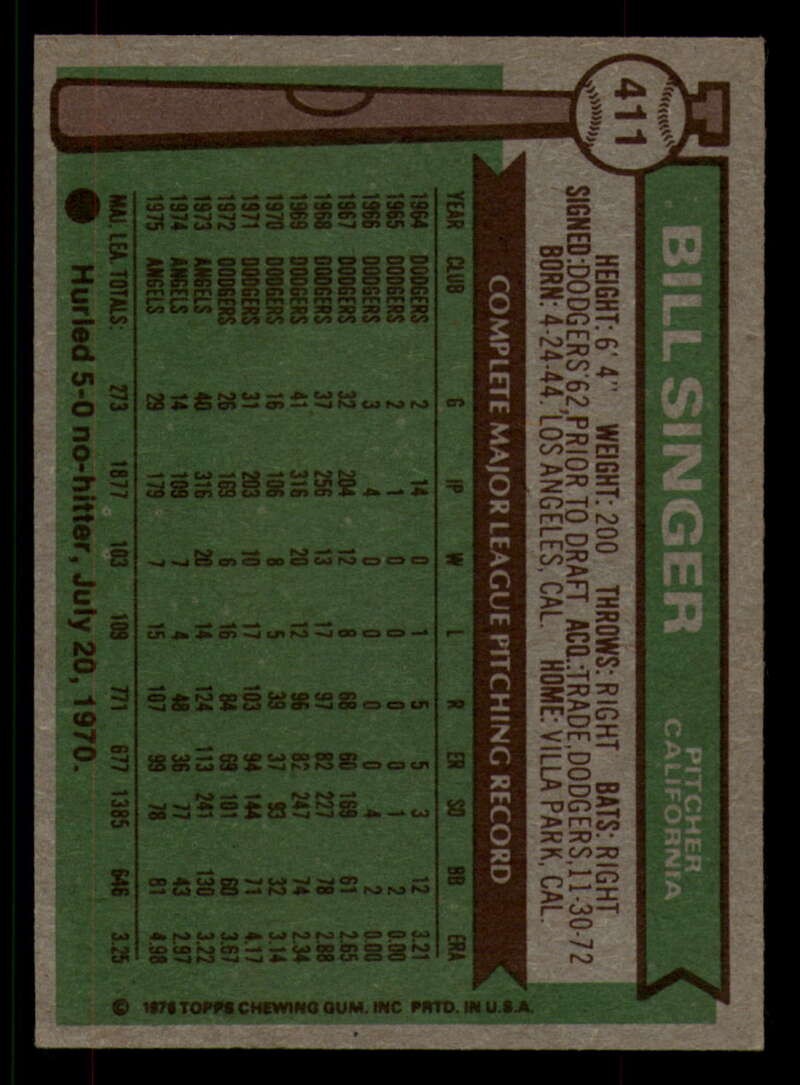 411
BILL SINGER
PITCHER
CALIFORNIA
HEIGHT: 6' 4" WEIGHT: 200 THROWS: RIGHT BATS: RIGHT
SIGNED: DODGERS '62, PRIOR TO DRAFT ACQ.: TRADE, DODGERS, 11-30-72
BORN: 4-24-44, LOS ANGELES, CAL. HOME: VILLA PARK, CAL.
COMPLETE MAJOR LEAGUE PITCHING RECORD
YEAR CLUB G IP W L R ER SO BB ERA
1964 DODGERS 2 14 0 1 5 5 3 12 3.21
1965 DODGERS 2 1 0 0 0 0 1 2 0.00
1966 DODGERS 3 4 0 0 0 0 4 2 0.00
1967 DODGERS 32 204 12 8 68 60 169 61 2.65
1968 DODGERS 37 256 13 17 97 82 227 78 2.88
1969 DODGERS 41 316 20 12 96 82 247 74 2.34
1970 DODGERS 16 106 8 5 39 37 93 32 3.14
1971 DODGERS 31 203 10 17 103 94 144 71 4.17
1972 DODGERS 26 169 6 16 84 69 101 60 3.67
1973 ANGELS 40 316 20 14 124 113 241 130 3.22
1974 ANGELS 14 109 7 4 48 36 77 43 2.97
1975 ANGELS 29 179 7 15 107 99 78 81 4.98
MAJ. LEA. TOTALS: 273 1877 103 109 771 677 1385 646 3.25
Hurled 5-0 no-hitter, July 20, 1970.
© 1976 TOPPS CHEWING GUM, INC PRTD. IN U.S.A.